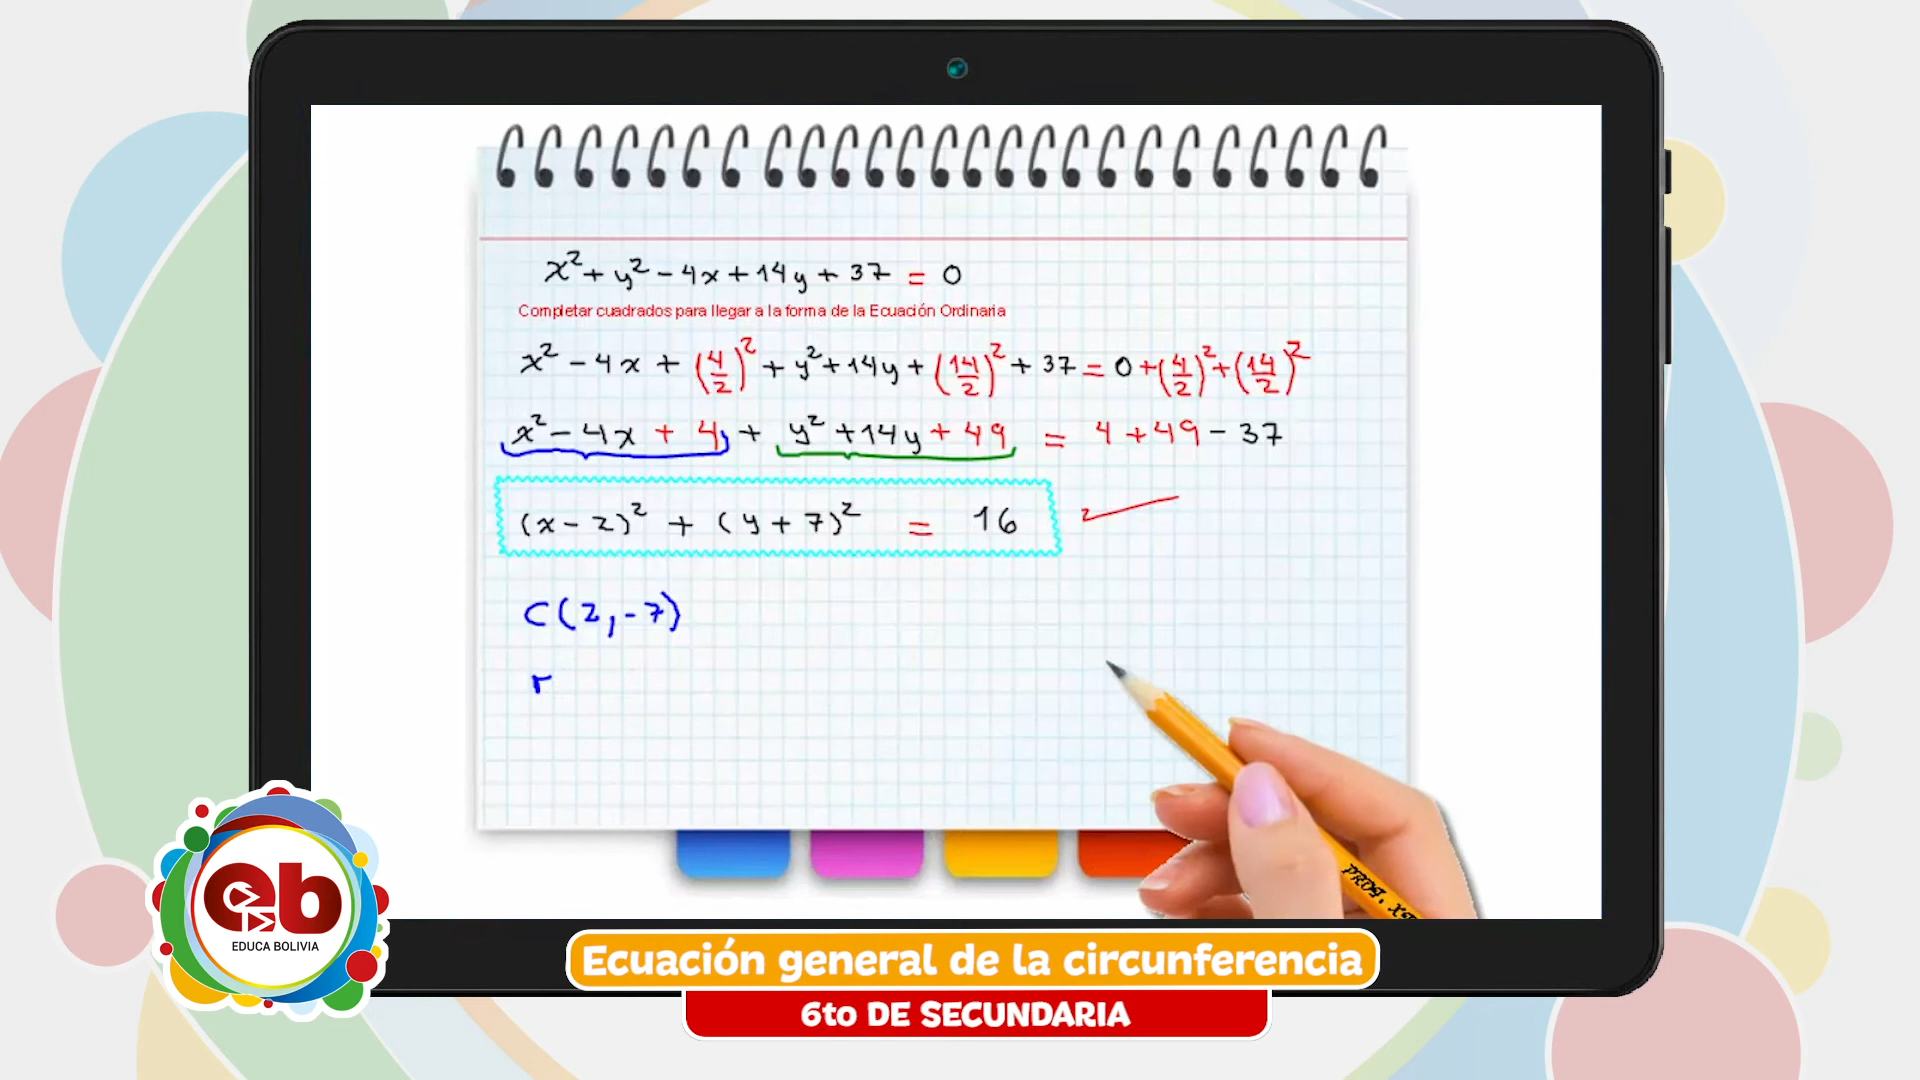 x² + y² - 4x + 14y + 37 = 0
Completar cuadrados para llegar a la forma de la Ecuación Ordinaria
x² - 4x + (4/2)² + y² + 14y + (14/2)² + 37 = 0 + (4/2)² + (14/2)²
x² - 4x + 4 + y² + 14y + 49 = 4 + 49 - 37
(x - 2)² + (y + 7)² = 16
C(2, -7)
r
eb
EDUCA BOLIVIA
Ecuación general de la circunferencia
6to DE SECUNDARIA